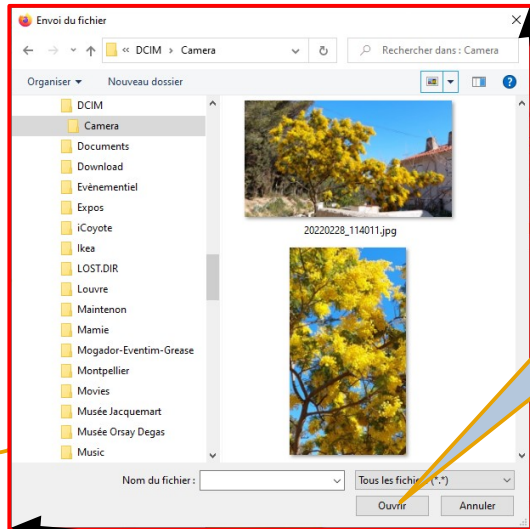 Envoi du fichier
« DCIM › Camera
Rechercher dans : Camera
Organiser
Nouveau dossier
DCIM
Camera
Documents
Download
Evènementiel
Expos
iCoyote
Ikea
LOST.DIR
Louvre
Maintenon
Mamie
Mogador-Eventim-Grease
Montpellier
Movies
Musée Jacquemart
Musée Orsay Degas
Music
20220228_114011.jpg
Nom du fichier :
Tous les fichiers (*.*)
Ouvrir
Annuler